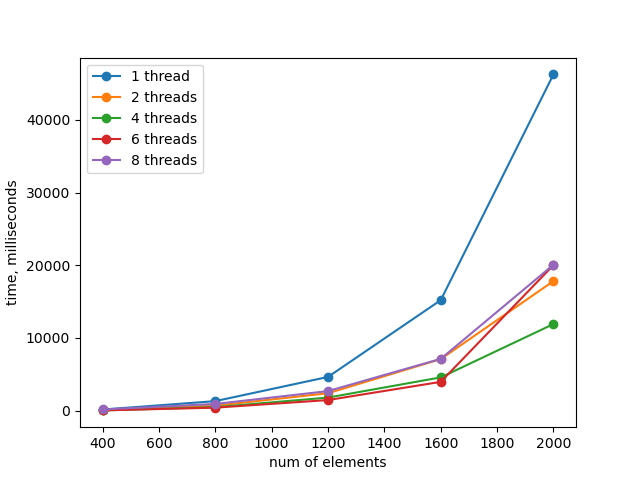 1 thread
2 threads
4 threads
6 threads
8 threads
time, milliseconds
40000
30000
20000
10000
0
400 600 800 1000 1200 1400 1600 1800 2000
num of elements